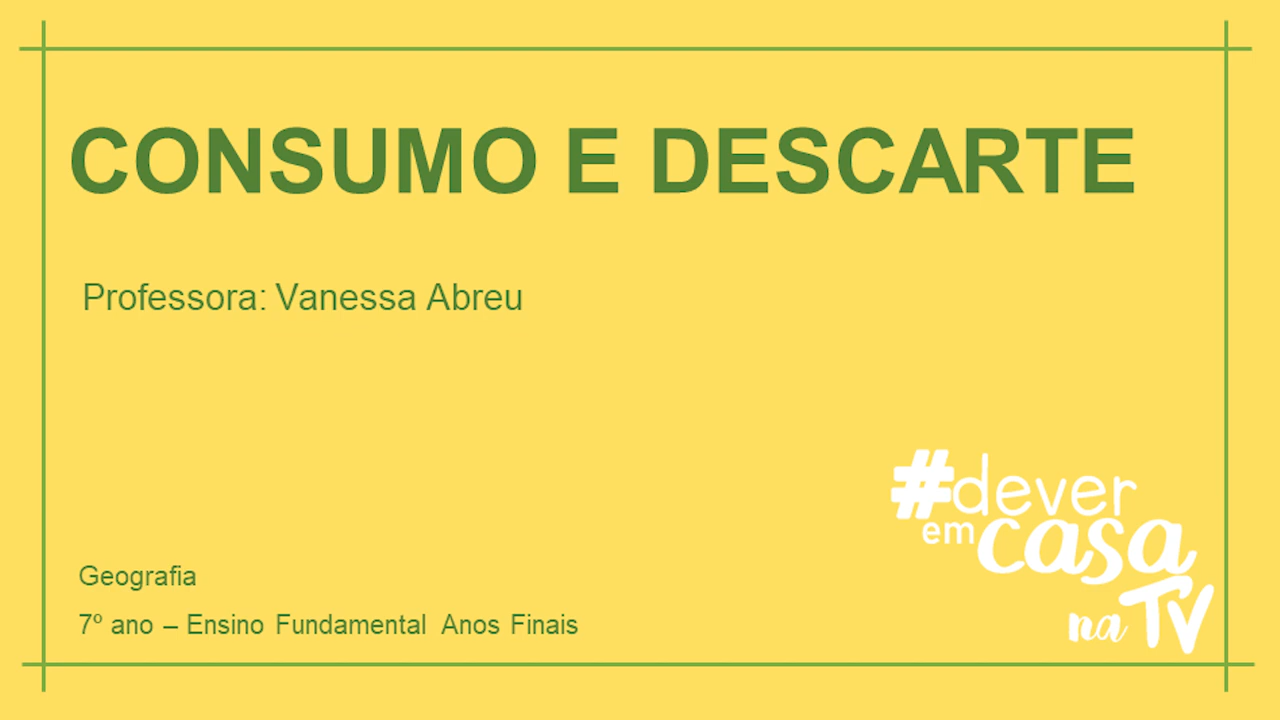 CONSUMO E DESCARTE
Professora: Vanessa Abreu
Geografia
7º ano – Ensino Fundamental Anos Finais
#dever
em casa
na TV